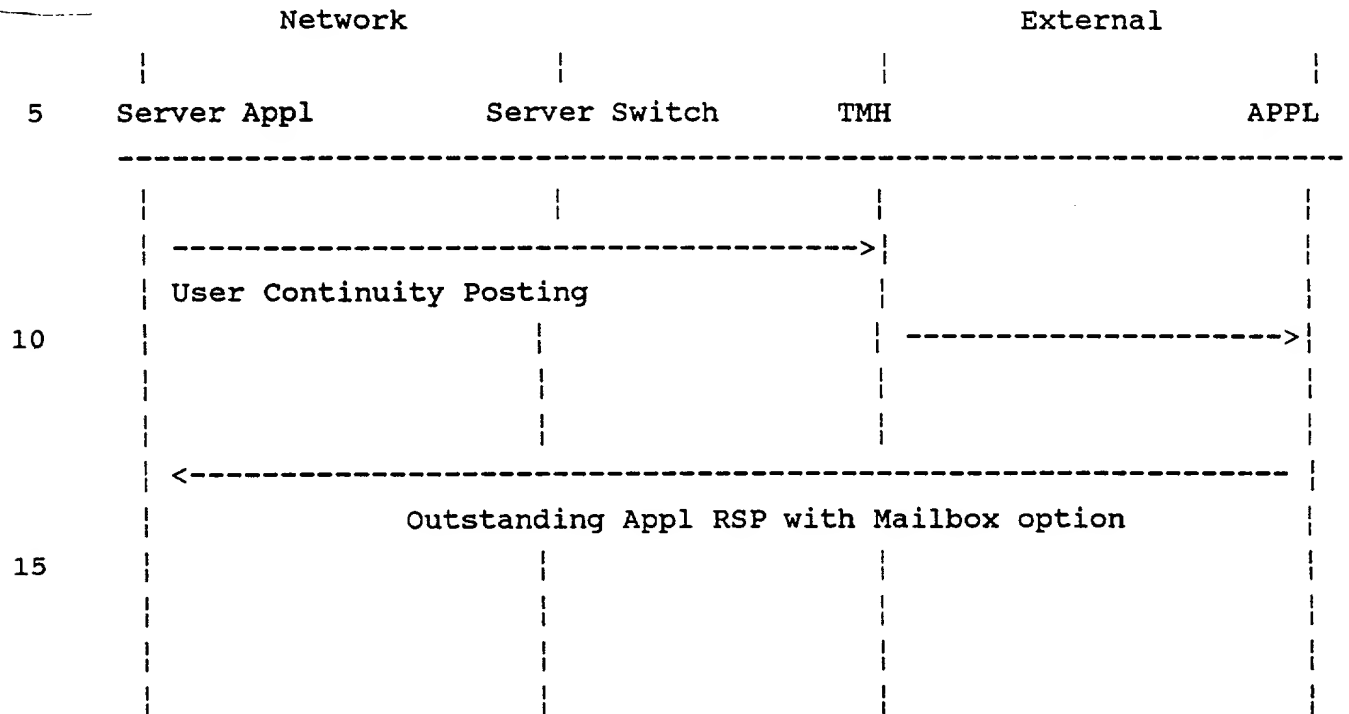 Network External
5 Server Appl Server Switch TMH APPL
User Continuity Posting
10
Outstanding Appl RSP with Mailbox option
15